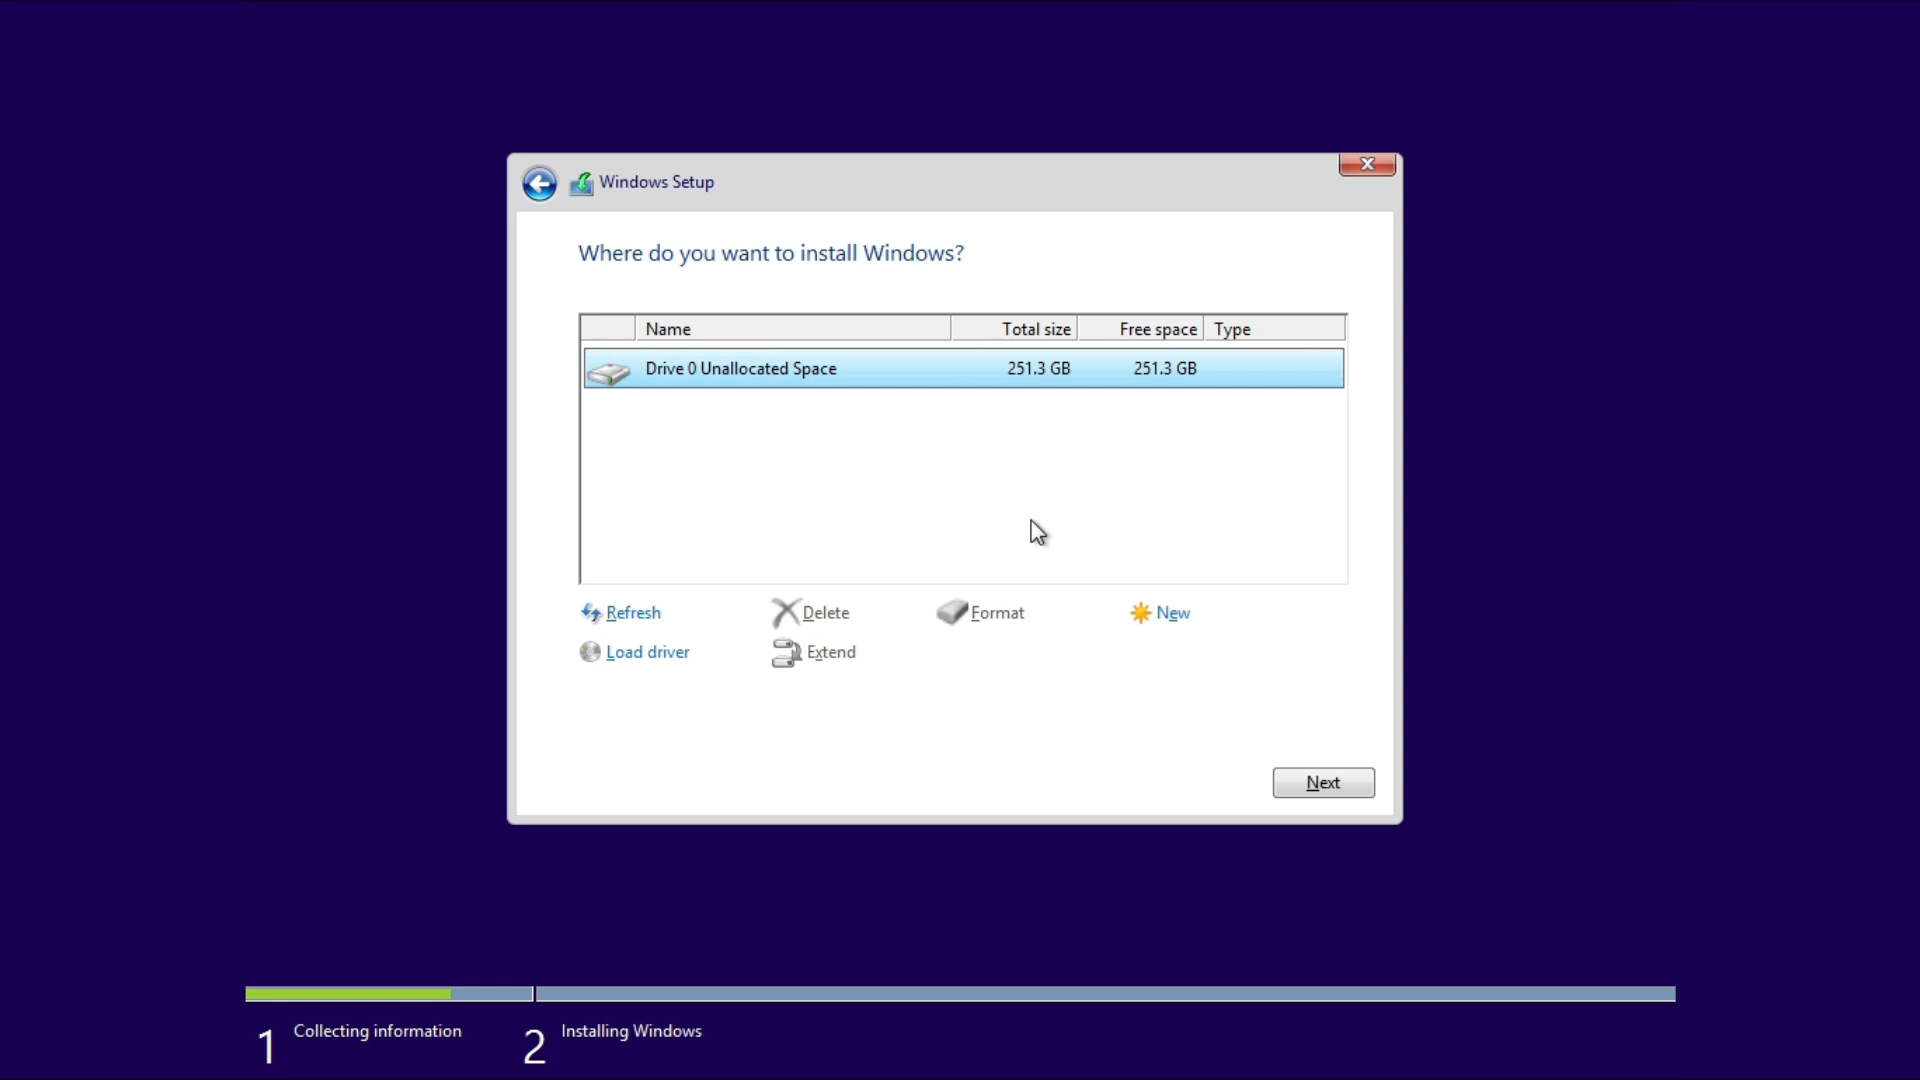 Windows Setup
Where do you want to install Windows?
Name Total size Free space Type
Drive 0 Unallocated Space 251.3 GB 251.3 GB
Refresh Delete Format New
Load driver Extend
Next
1 Collecting information 2 Installing Windows